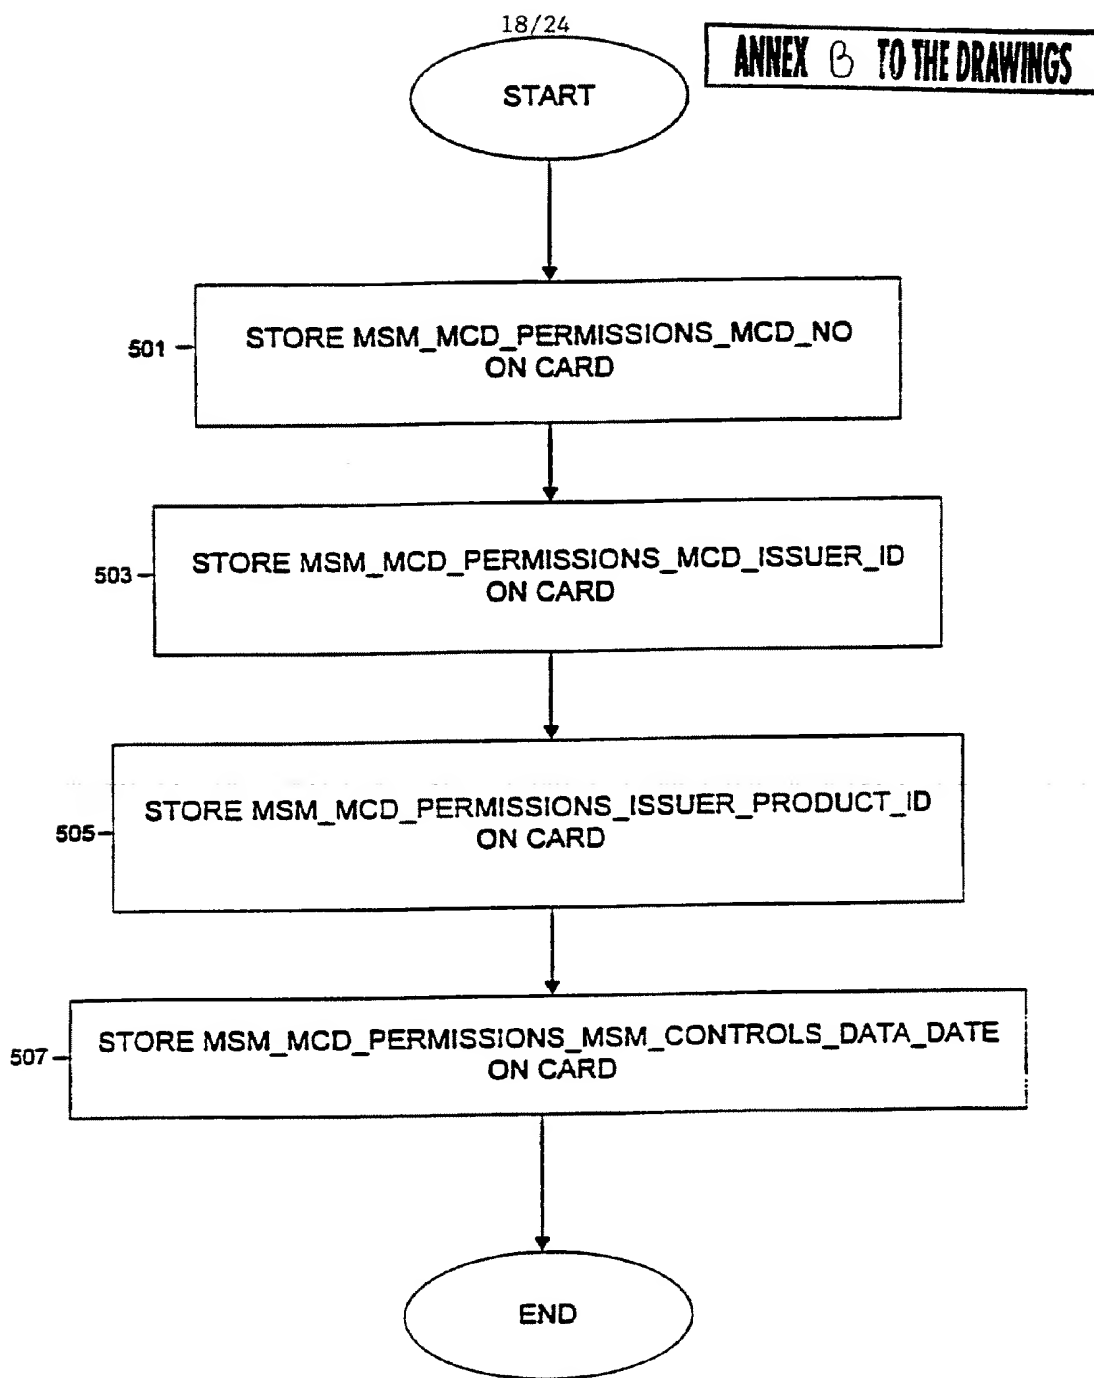 18/24
ANNEX B TO THE DRAWINGS
START
501
STORE MSM_MCD_PERMISSIONS_MCD_NO
ON CARD
503
STORE MSM_MCD_PERMISSIONS_MCD_ISSUER_ID
ON CARD
505
STORE MSM_MCD_PERMISSIONS_ISSUER_PRODUCT_ID
ON CARD
507
STORE MSM_MCD_PERMISSIONS_MSM_CONTROLS_DATA_DATE
ON CARD
END